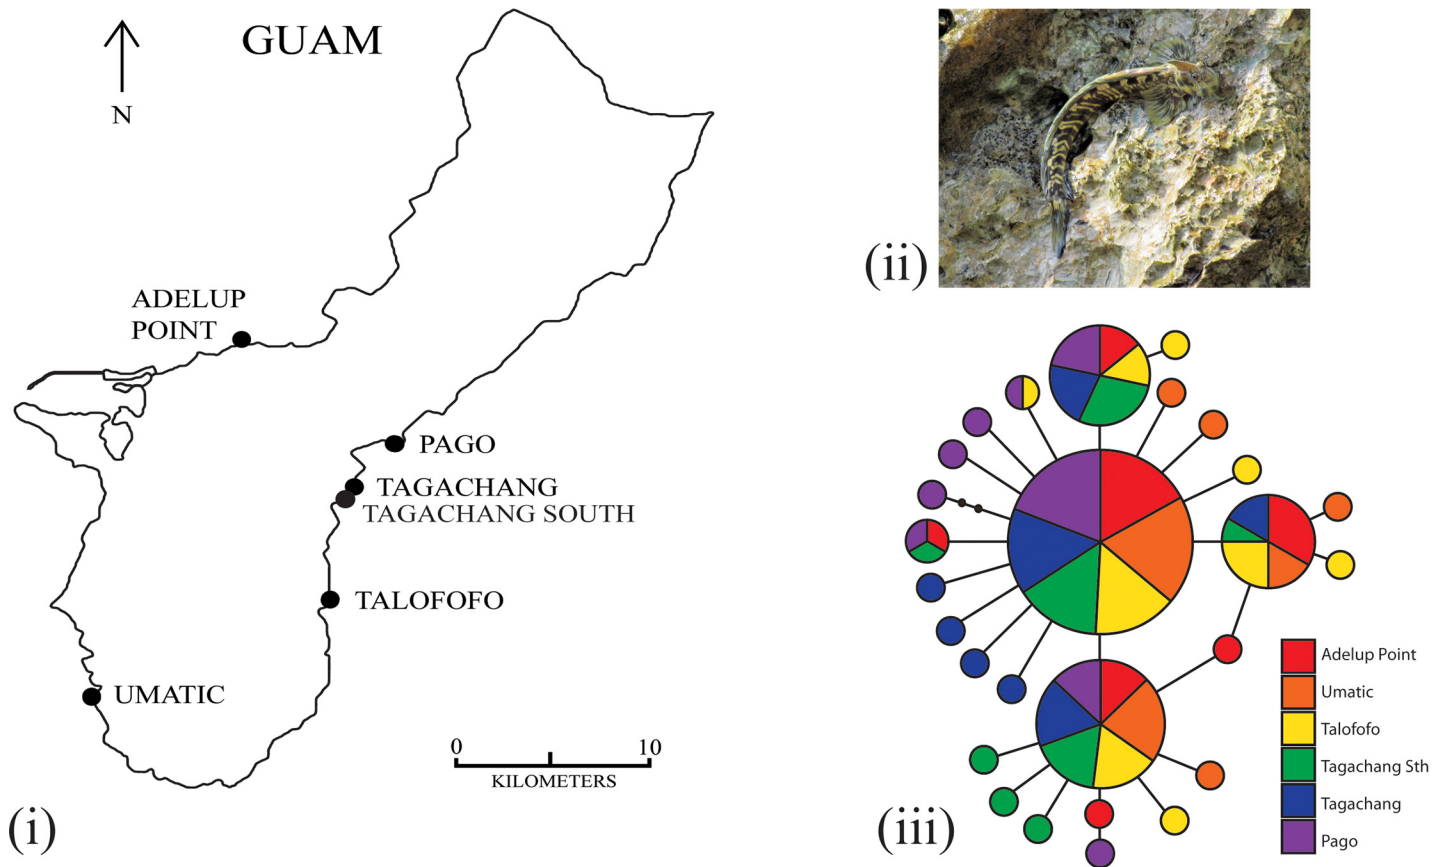 GUAM
N
ADELUP
POINT
PAGO
TAGACHANG
TAGACHANG SOUTH
TALOFOFO
UMATIC
0 10
KILOMETERS
(i)
(ii)
(iii)
Adelup Point
Umatic
Talofofo
Tagachang Sth
Tagachang
Pago